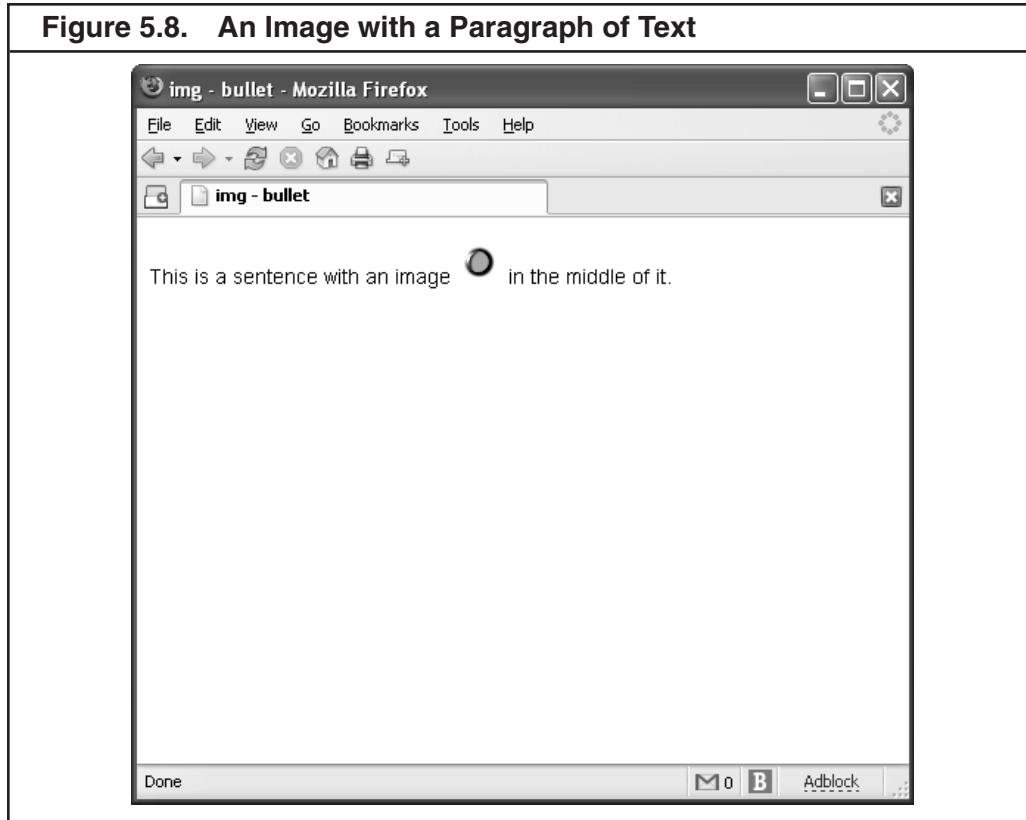 Figure 5.8. An Image with a Paragraph of Text
img - bullet - Mozilla Firefox
File Edit View Go Bookmarks Tools Help
img - bullet
This is a sentence with an image in the middle of it.
Done 0 B Adblock